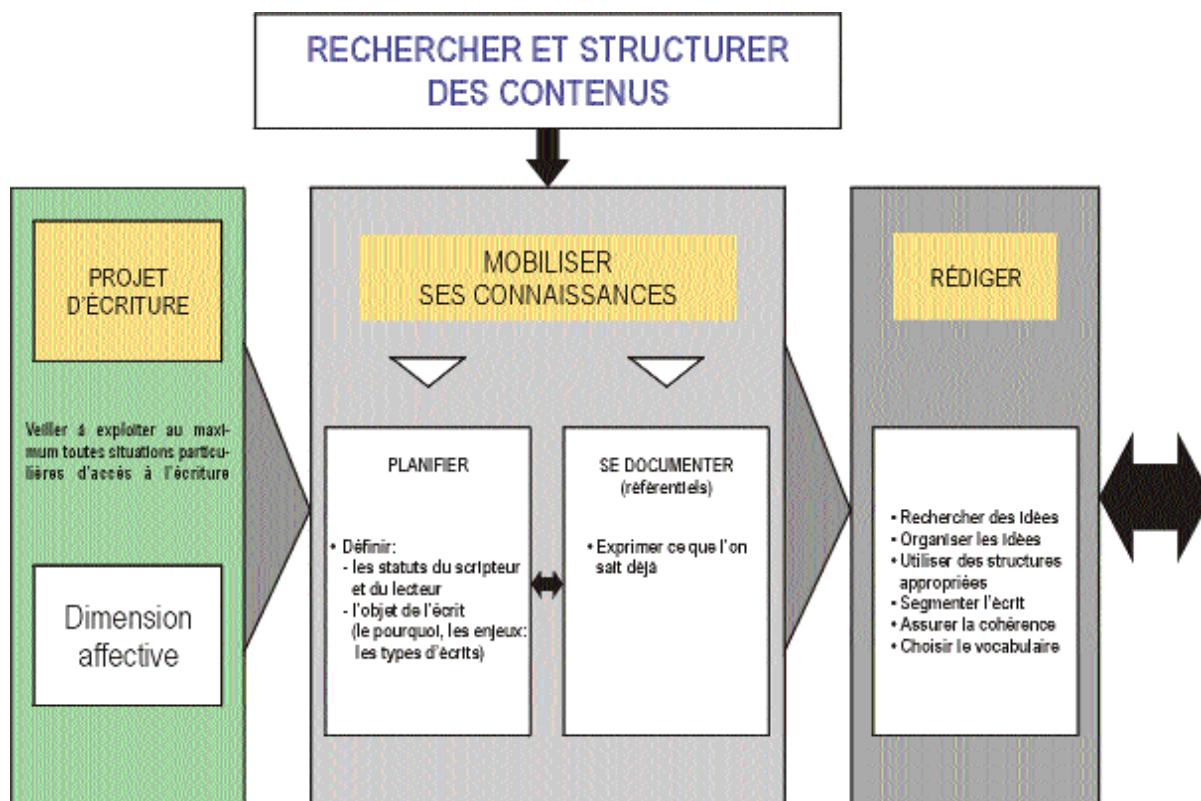 RECHERCHER ET STRUCTURER
DES CONTENUS
PROJET
D'ÉCRITURE
Veiller à exploiter au maxi-
mum toutes situations particu-
lières d'accès à l'écriture
Dimension
affective
MOBILISER
SES CONNAISSANCES
PLANIFIER
• Définir:
- les statuts du scripteur
et du lecteur
- l'objet de l'écrit
(le pourquoi, les enjeux:
les types d'écrits)
SE DOCUMENTER
(référentiels)
• Exprimer ce que l'on
sait déjà
RÉDIGER
• Rechercher des idées
• Organiser les idées
• Utiliser des structures
appropriées
• Segmenter l'écrit
• Assurer la cohérence
• Choisir le vocabulaire